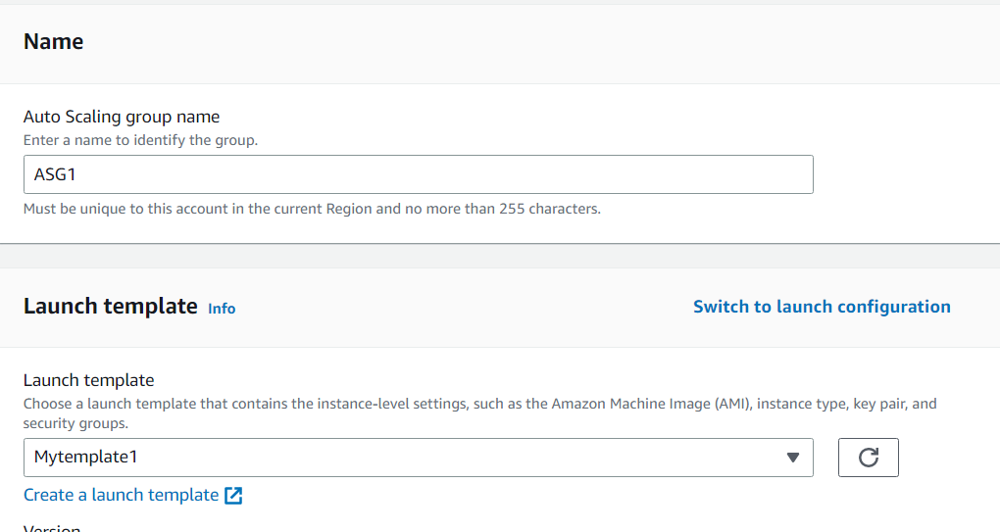 Name
Auto Scaling group name
Enter a name to identify the group.
ASG1
Must be unique to this account in the current Region and no more than 255 characters.
Launch template Info
Switch to launch configuration
Launch template
Choose a launch template that contains the instance-level settings, such as the Amazon Machine Image (AMI), instance type, key pair, and
security groups.
Mytemplate1
Create a launch template
Version